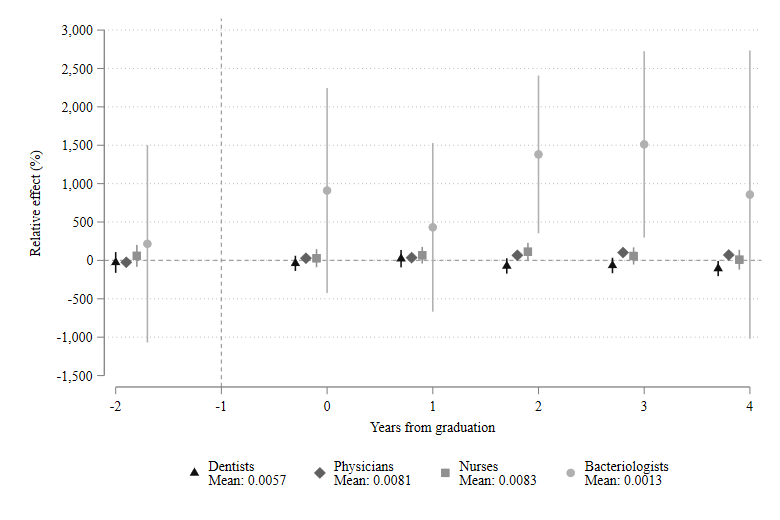 3,000
2,500
2,000
1,500
1,000
500
0
-500
-1,000
-1,500
Relative effect (%)
-2 -1 0 1 2 3 4
Years from graduation
Dentists Physicians Nurses Bacteriologists
Mean: 0.0057 Mean: 0.0081 Mean: 0.0083 Mean: 0.0013